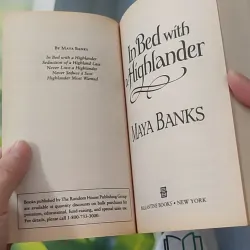 BY MAYA BANKS
In Bed with a Highlander
Seduction of a Highland Lass
Never Love a Highlander
Never Seduce a Scot
Highlander Most Wanted
Books published by The Random House Publishing Group
are available at quantity discounts on bulk purchases for
premium, educational, fund-raising, and special sales use.
For details, please call 1-800-733-3000.
In Bed with
a Highlander
MAYA BANKS
BALLANTINE BOOKS • NEW YORK